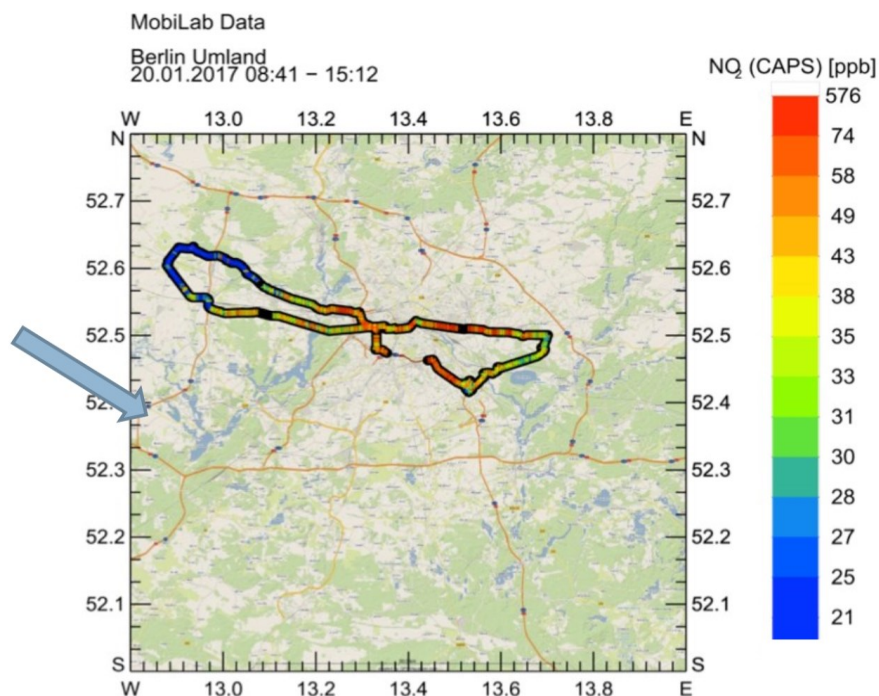 MobiLab Data
Berlin Umland
20.01.2017 08:41 − 15:12
NO2 (CAPS) [ppb]
W 13.0 13.2 13.4 13.6 13.8 E
N N
52.7 52.7
52.6 52.6
52.5 52.5
52.4 52.4
52.3 52.3
52.2 52.2
52.1 52.1
S S
W 13.0 13.2 13.4 13.6 13.8 E
576
74
58
49
43
38
35
33
31
30
28
27
25
21